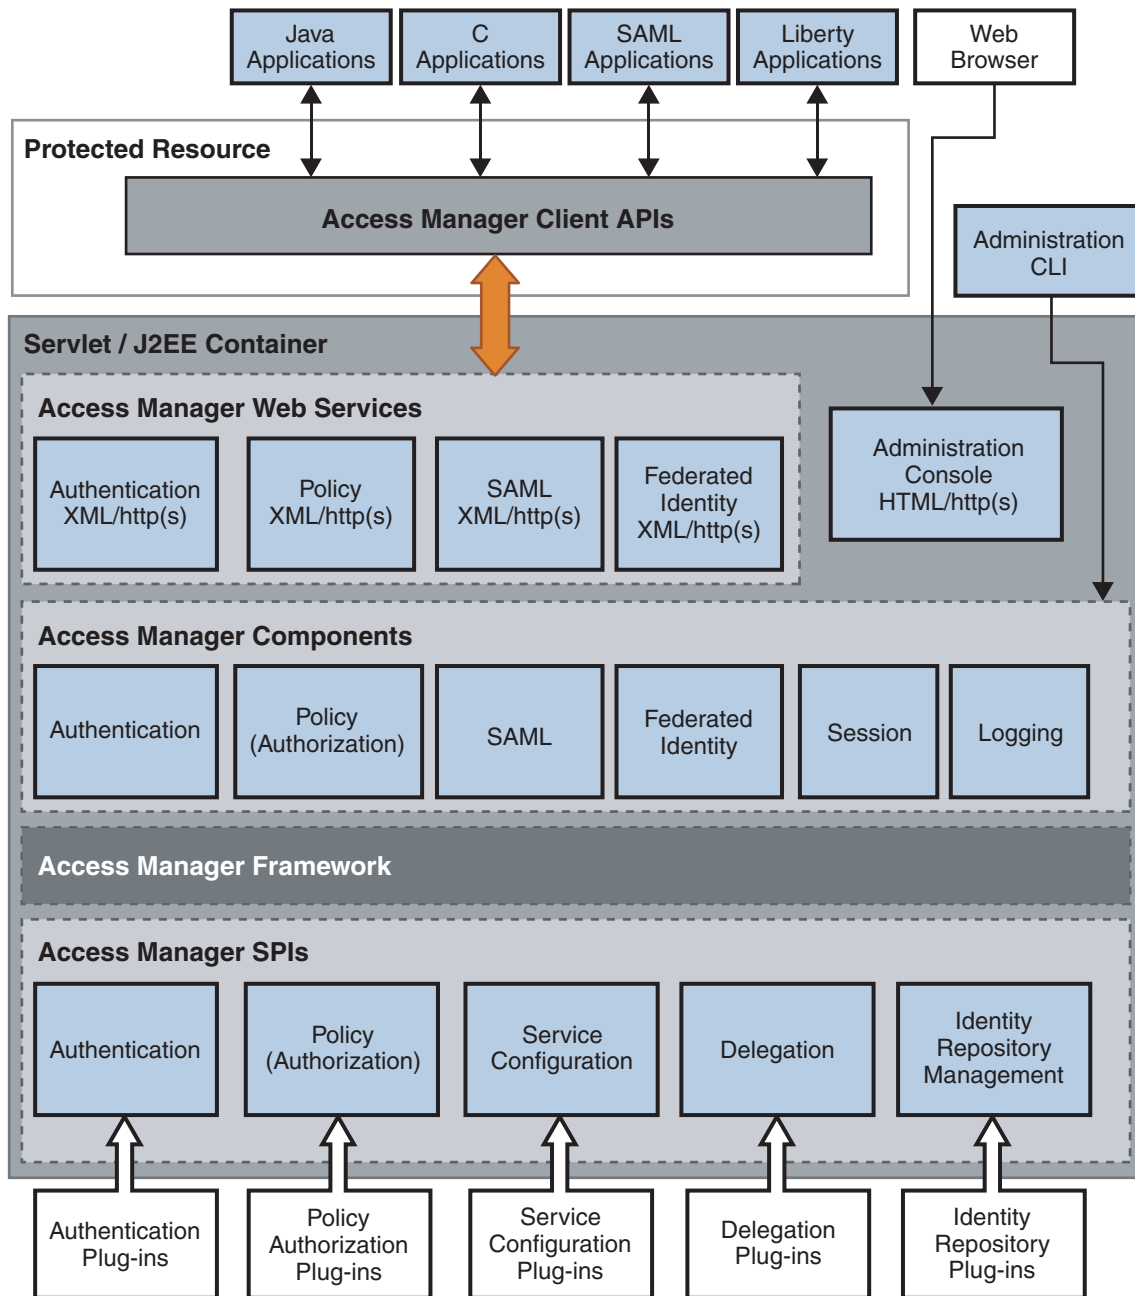 Java
Applications
C
Applications
SAML
Applications
Liberty
Applications
Web
Browser
Protected Resource
Access Manager Client APIs
Administration
CLI
Servlet / J2EE Container
Access Manager Web Services
Authentication
XML/http(s)
Policy
XML/http(s)
SAML
XML/http(s)
Federated
Identity
XML/http(s)
Administration
Console
HTML/http(s)
Access Manager Components
Authentication
Policy
(Authorization)
SAML
Federated
Identity
Session
Logging
Access Manager Framework
Access Manager SPIs
Authentication
Policy
(Authorization)
Service
Configuration
Delegation
Identity
Repository
Management
Authentication
Plug-ins
Policy
Authorization
Plug-ins
Service
Configuration
Plug-ins
Delegation
Plug-ins
Identity
Repository
Plug-ins